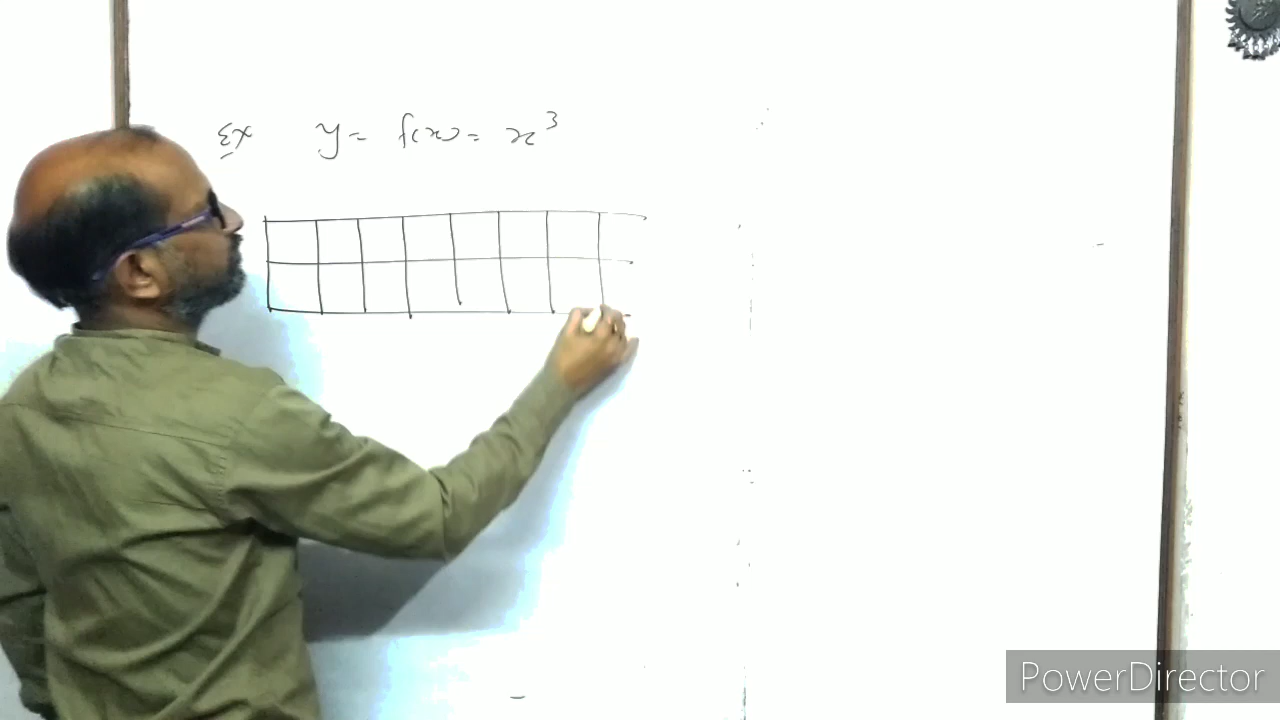 Ex y = f(x) = x³
PowerDirector